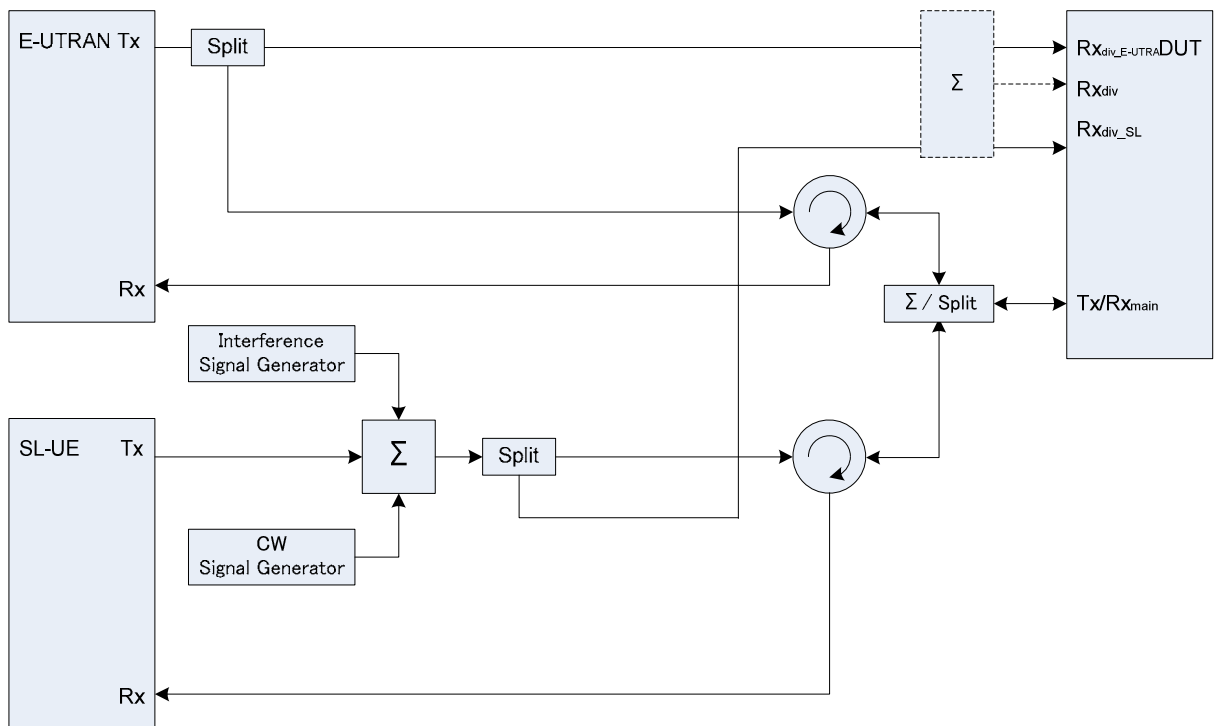 E-UTRAN Tx
Split
Σ
Rxdiv_E-UTRA DUT
Rxdiv
Rxdiv_SL
Rx
Σ / Split
Tx/Rxmain
Interference
Signal Generator
SL-UE Tx
Σ
Split
CW
Signal Generator
Rx